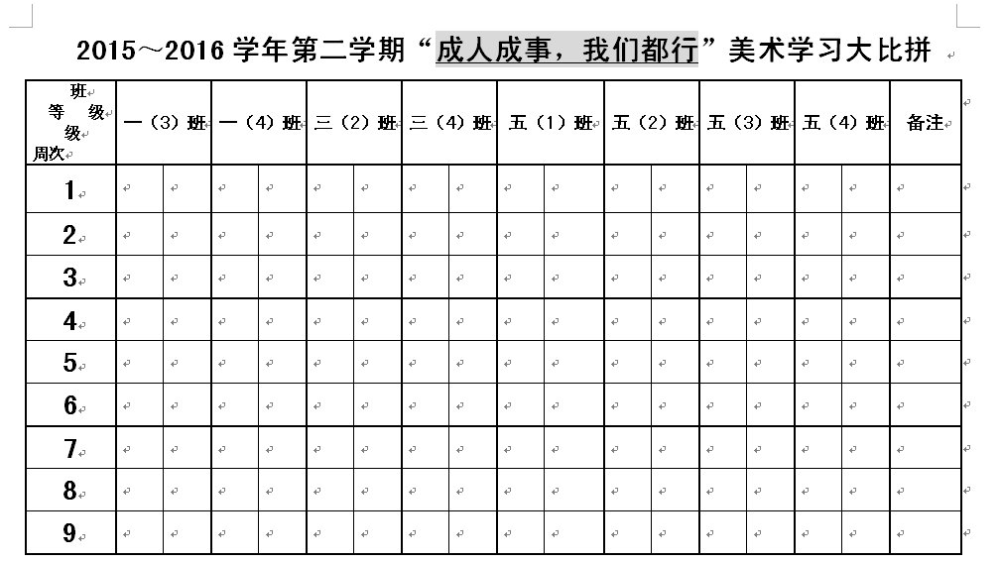 2015～2016 学年第二学期“成人成事，我们都行”美术学习大比拼
班
等 级
级
周次
一（3）班 一（4）班 三（2）班 三（4）班 五（1）班 五（2）班 五（3）班 五（4）班 备注
1
2
3
4
5
6
7
8
9